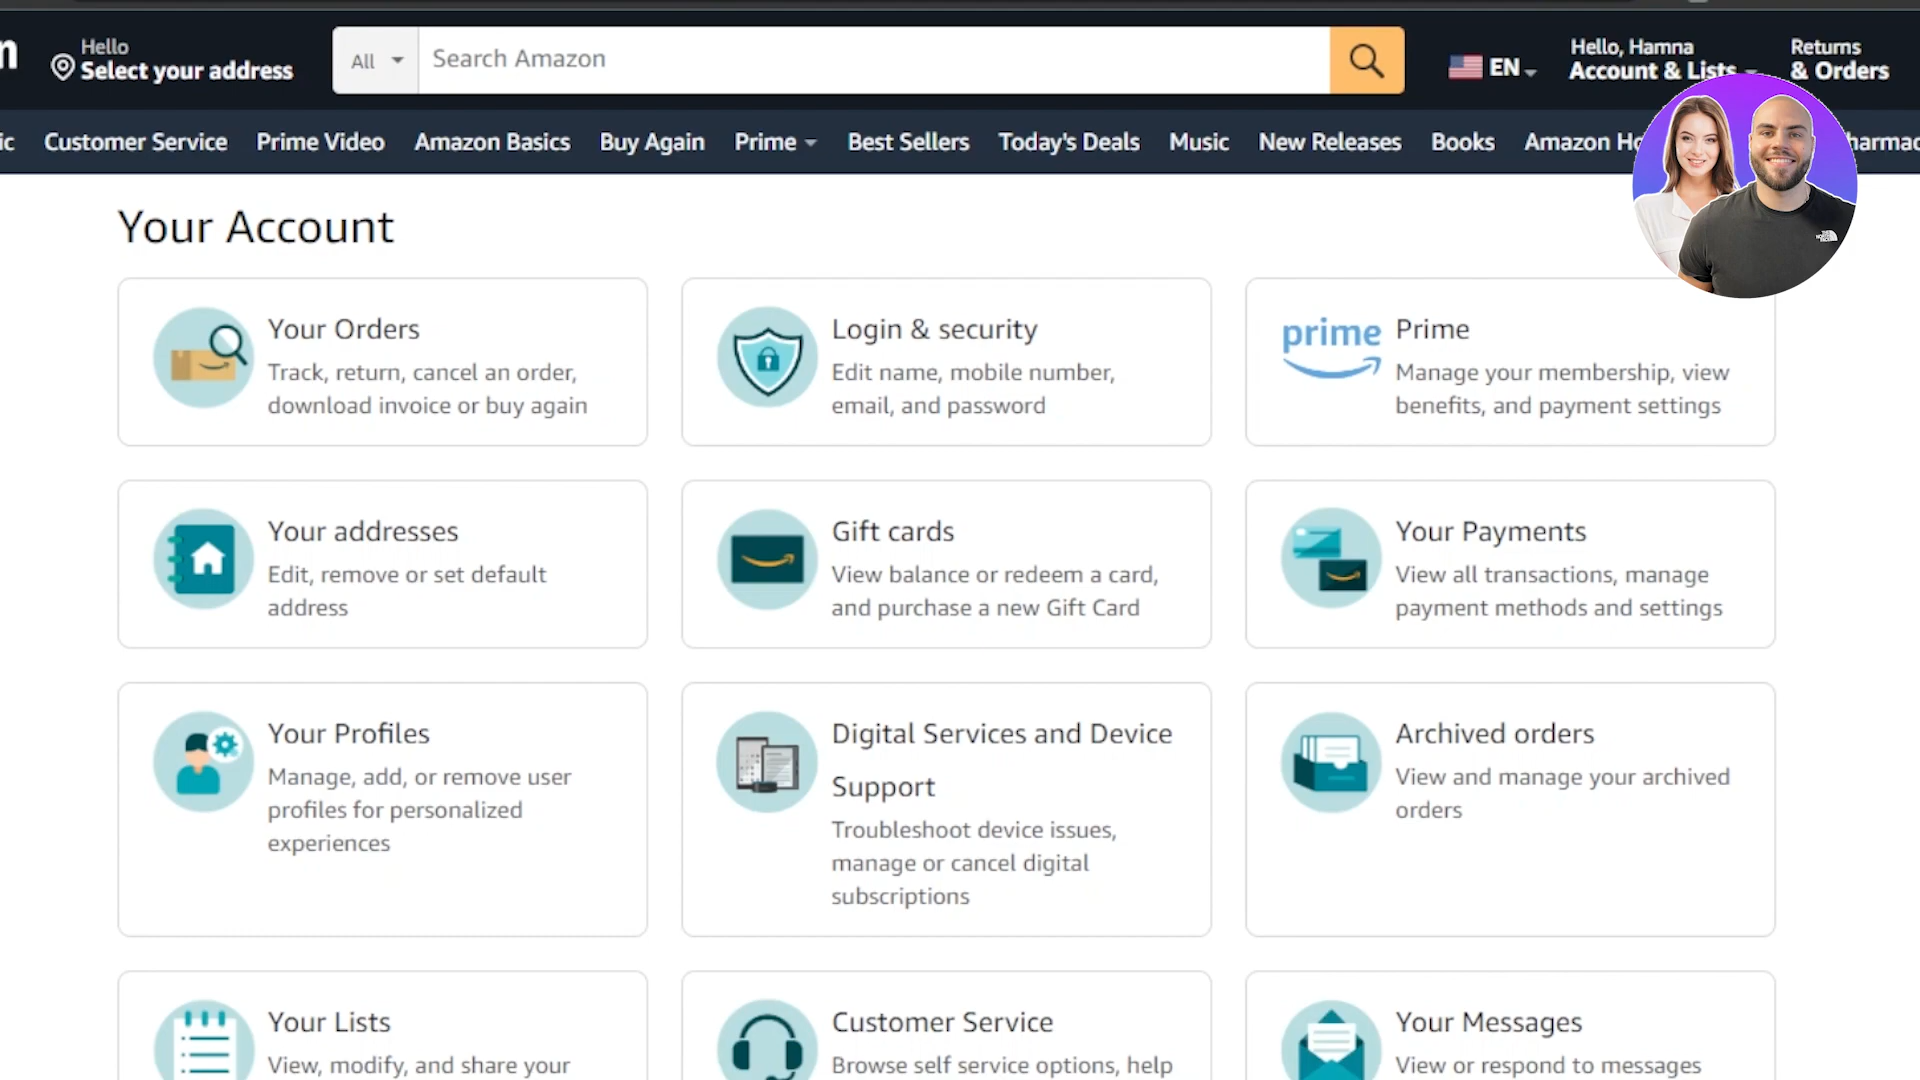 Hello
Select your address
All
Search Amazon
EN
Hello, Hamna
Account & Lists
Returns
& Orders
Customer Service
Prime Video
Amazon Basics
Buy Again
Prime
Best Sellers
Today's Deals
Music
New Releases
Books
Amazon
Your Account
Your Orders
Track, return, cancel an order,
download invoice or buy again
Login & security
Edit name, mobile number,
email, and password
prime
Prime
Manage your membership, view
benefits, and payment settings
Your addresses
Edit, remove or set default
address
Gift cards
View balance or redeem a card,
and purchase a new Gift Card
Your Payments
View all transactions, manage
payment methods and settings
Your Profiles
Manage, add, or remove user
profiles for personalized
experiences
Digital Services and Device
Support
Troubleshoot device issues,
manage or cancel digital
subscriptions
Archived orders
View and manage your archived
orders
Your Lists
View, modify, and share your
Customer Service
Browse self service options, help
Your Messages
View or respond to messages